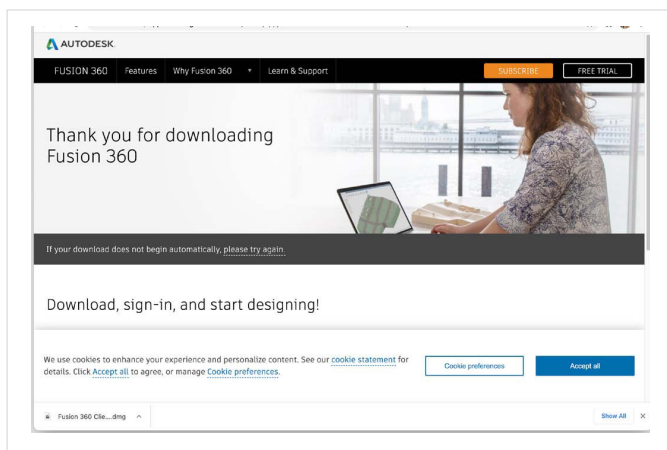 AUTODESK.
FUSION 360 Features Why Fusion 360 Learn & Support SUBSCRIBE FREE TRIAL
Thank you for downloading
Fusion 360
If your download does not begin automatically, please try again.
Download, sign-in, and start designing!
We use cookies to enhance your experience and personalize content. See our cookie statement for
details. Click Accept all to agree, or manage Cookie preferences.
Cookie preferences
Accept all
Fusion 360 Clie....dmg
Show All